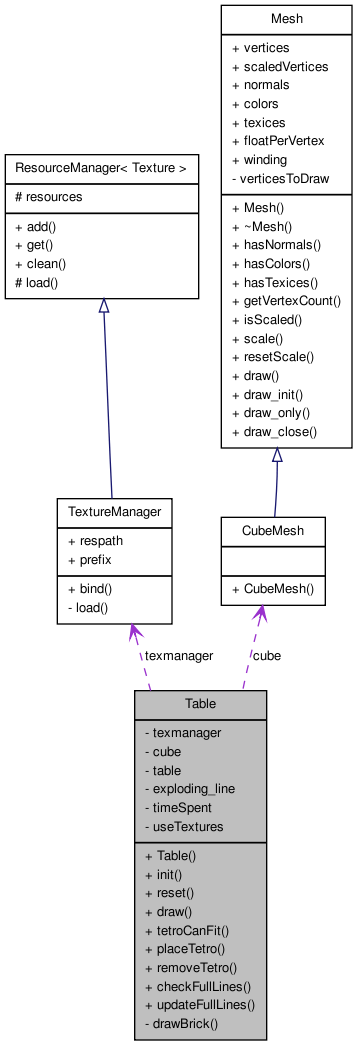 Mesh
+ vertices
+ scaledVertices
+ normals
+ colors
+ texices
+ floatPerVertex
+ winding
- verticesToDraw
+ Mesh()
+ ~Mesh()
+ hasNormals()
+ hasColors()
+ hasTexices()
+ getVertexCount()
+ isScaled()
+ scale()
+ resetScale()
+ draw()
+ draw_init()
+ draw_only()
+ draw_close()
ResourceManager< Texture >
# resources
+ add()
+ get()
+ clean()
# load()
TextureManager
+ respath
+ prefix
+ bind()
- load()
CubeMesh
+ CubeMesh()
texmanager
cube
Table
- texmanager
- cube
- table
- exploding_line
- timeSpent
- useTextures
+ Table()
+ init()
+ reset()
+ draw()
+ tetroCanFit()
+ placeTetro()
+ removeTetro()
+ checkFullLines()
+ updateFullLines()
- drawBrick()